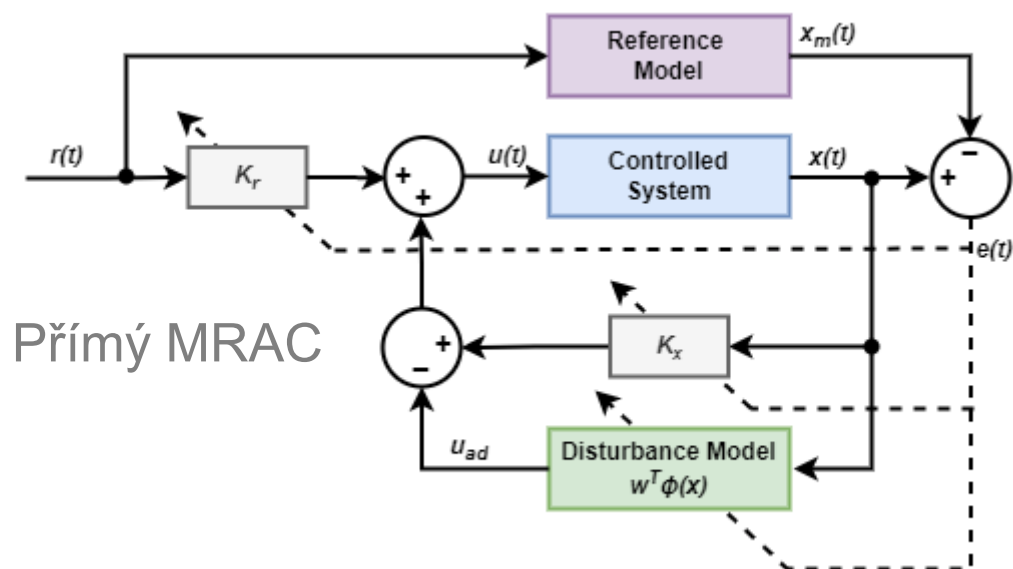 Reference
Model
x_m(t)
r(t)
K_r
+
+
u(t)
Controlled
System
x(t)
−
+
e(t)
Přímý MRAC
+
−
K_x
u_ad
Disturbance Model
w^T ϕ(x)